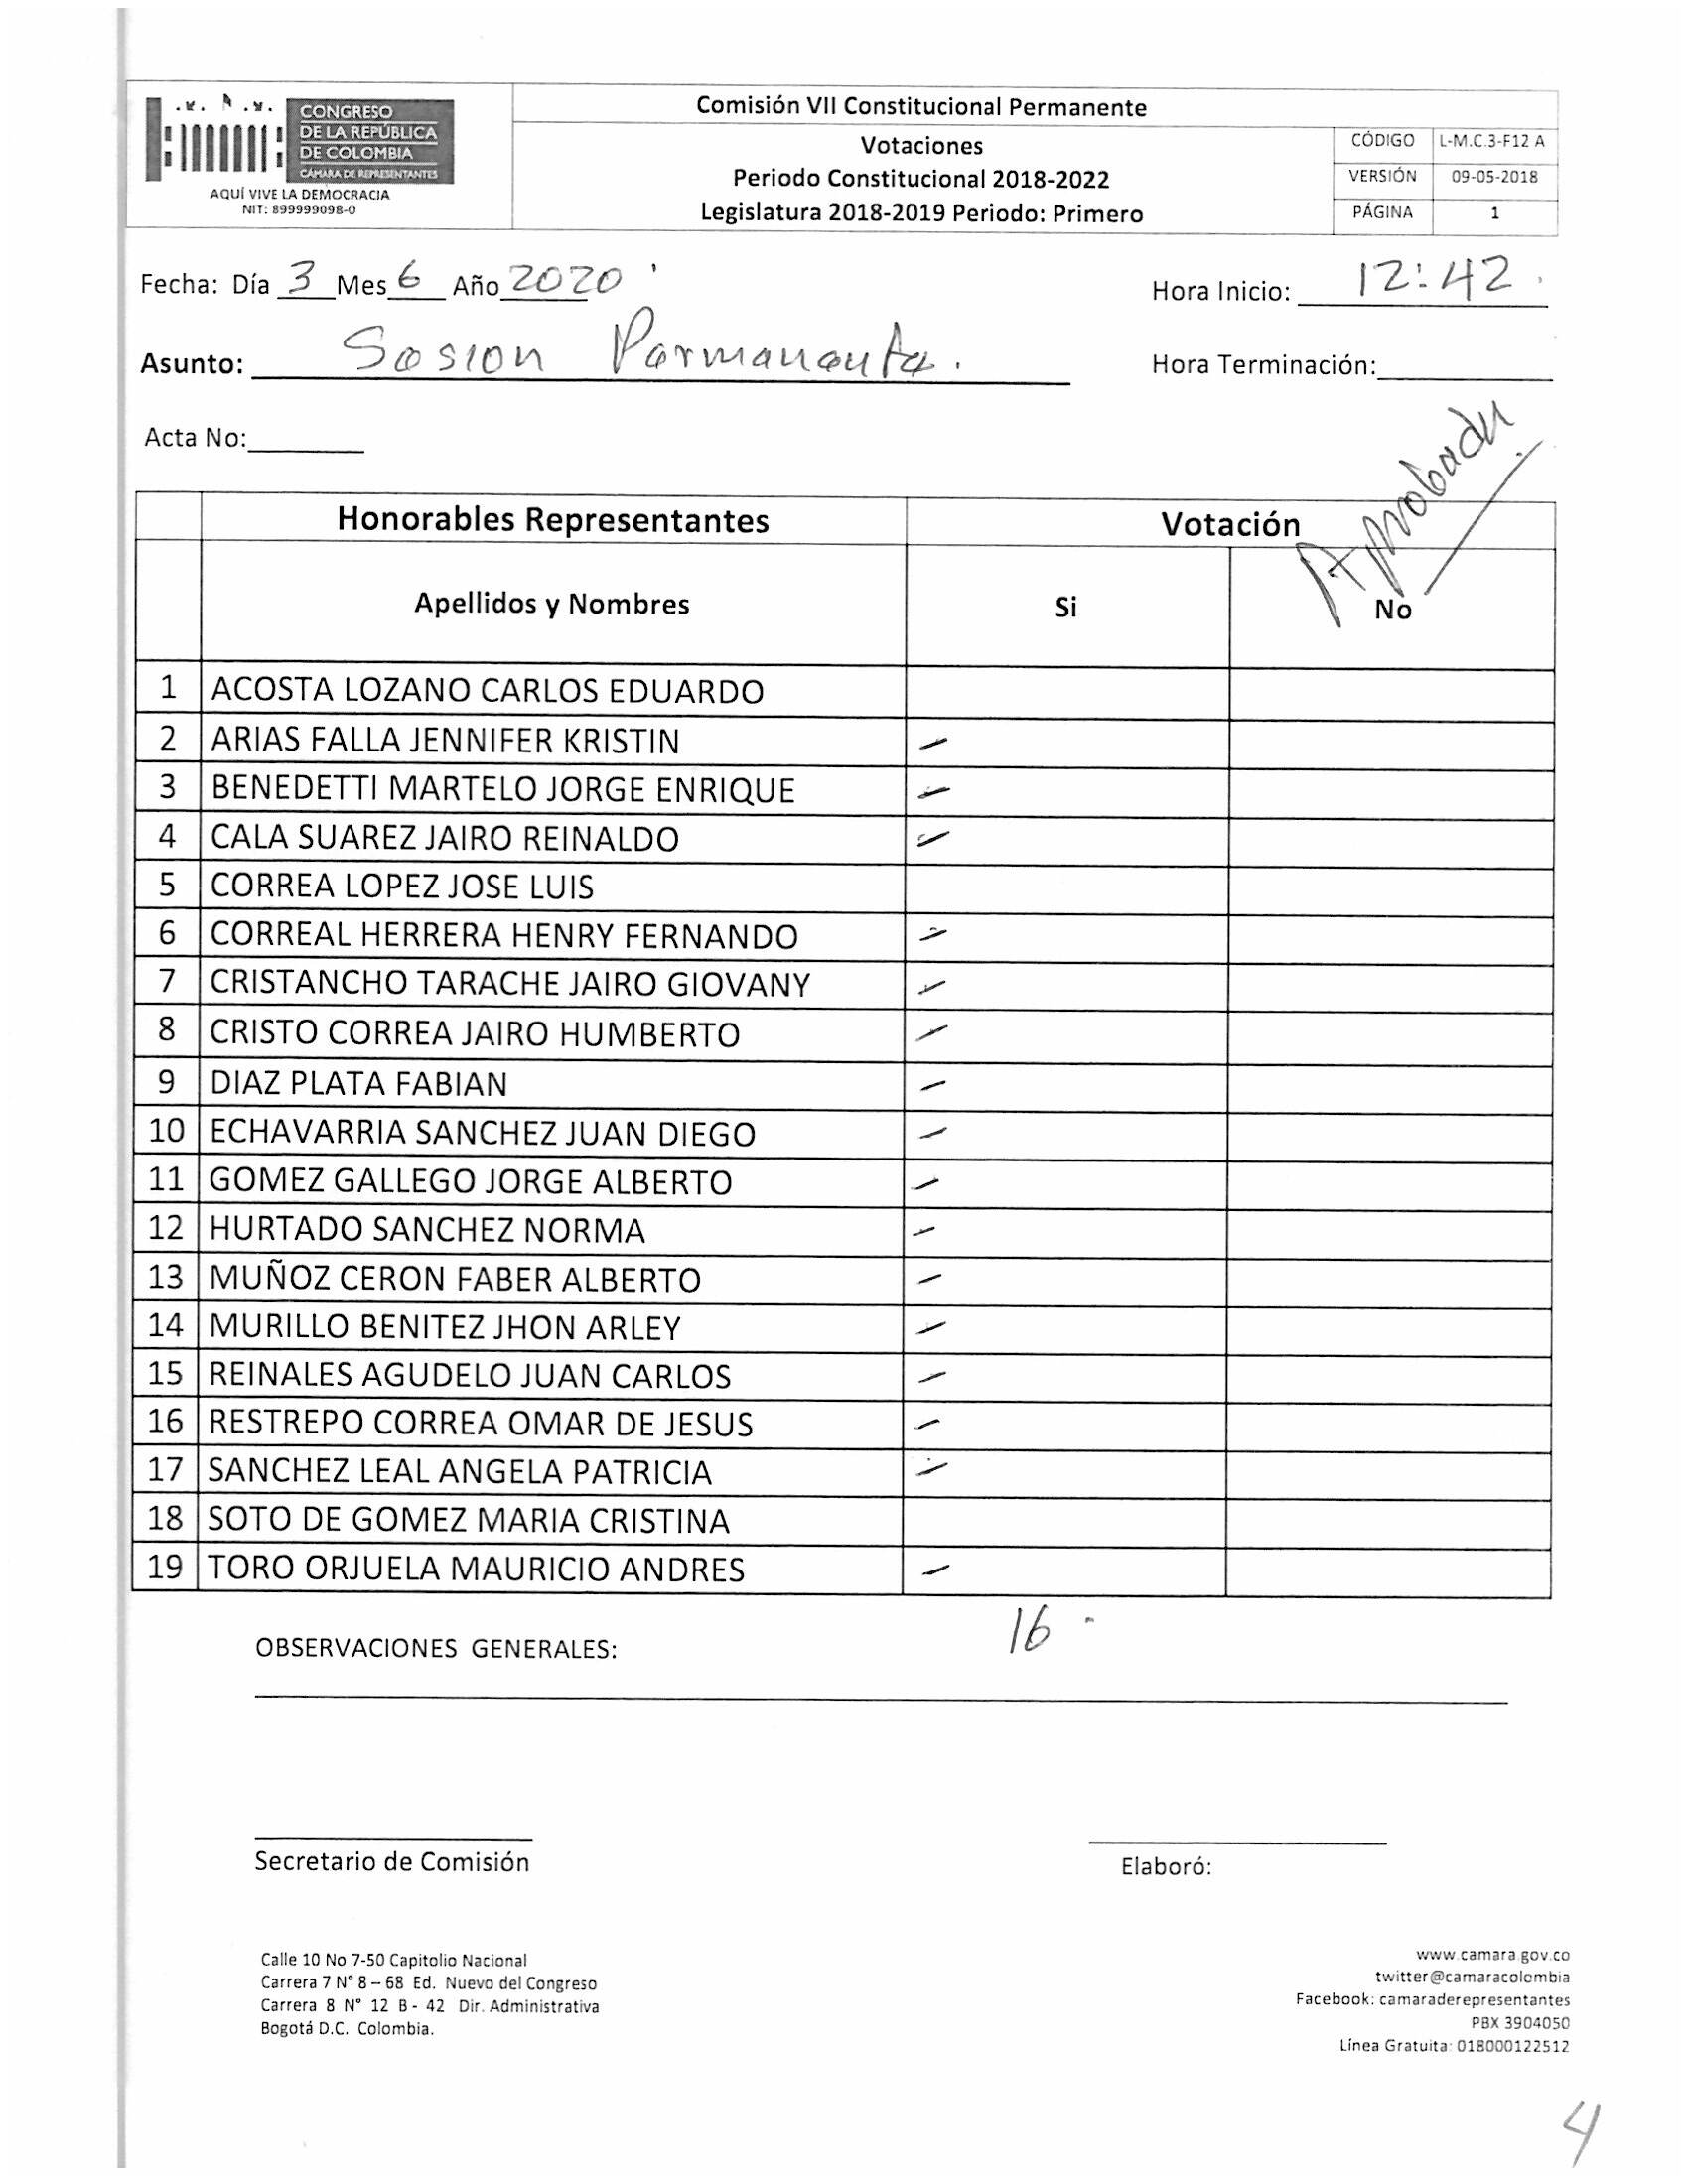 CONGRESO
DE LA REPÚBLICA
DE COLOMBIA
CÁMARA DE REPRESENTANTES
AQUÍ VIVE LA DEMOCRACIA
NIT: 899999098-0
Comisión VII Constitucional Permanente
Votaciones
Periodo Constitucional 2018-2022
Legislatura 2018-2019 Periodo: Primero
CÓDIGO L-M.C.3-F12 A
VERSIÓN 09-05-2018
PÁGINA 1
Fecha: Día 3 Mes 6 Año 2020
Hora Inicio: 12:42
Asunto: Sesion Permanente.
Hora Terminación:
Acta No:
Aprobada
Honorables Representantes Votación
Apellidos y Nombres Si No
1 ACOSTA LOZANO CARLOS EDUARDO
2 ARIAS FALLA JENNIFER KRISTIN
3 BENEDETTI MARTELO JORGE ENRIQUE
4 CALA SUAREZ JAIRO REINALDO
5 CORREA LOPEZ JOSE LUIS
6 CORREAL HERRERA HENRY FERNANDO
7 CRISTANCHO TARACHE JAIRO GIOVANY
8 CRISTO CORREA JAIRO HUMBERTO
9 DIAZ PLATA FABIAN
10 ECHAVARRIA SANCHEZ JUAN DIEGO
11 GOMEZ GALLEGO JORGE ALBERTO
12 HURTADO SANCHEZ NORMA
13 MUÑOZ CERON FABER ALBERTO
14 MURILLO BENITEZ JHON ARLEY
15 REINALES AGUDELO JUAN CARLOS
16 RESTREPO CORREA OMAR DE JESUS
17 SANCHEZ LEAL ANGELA PATRICIA
18 SOTO DE GOMEZ MARIA CRISTINA
19 TORO ORJUELA MAURICIO ANDRES
16
OBSERVACIONES GENERALES:
Secretario de Comisión
Elaboró:
Calle 10 No 7-50 Capitolio Nacional
Carrera 7 N° 8 – 68 Ed. Nuevo del Congreso
Carrera 8 N° 12 B - 42 Dir. Administrativa
Bogotá D.C. Colombia.
www.camara.gov.co
twitter@camaracolombia
Facebook: camaraderepresentantes
PBX 3904050
Línea Gratuita: 018000122512
4